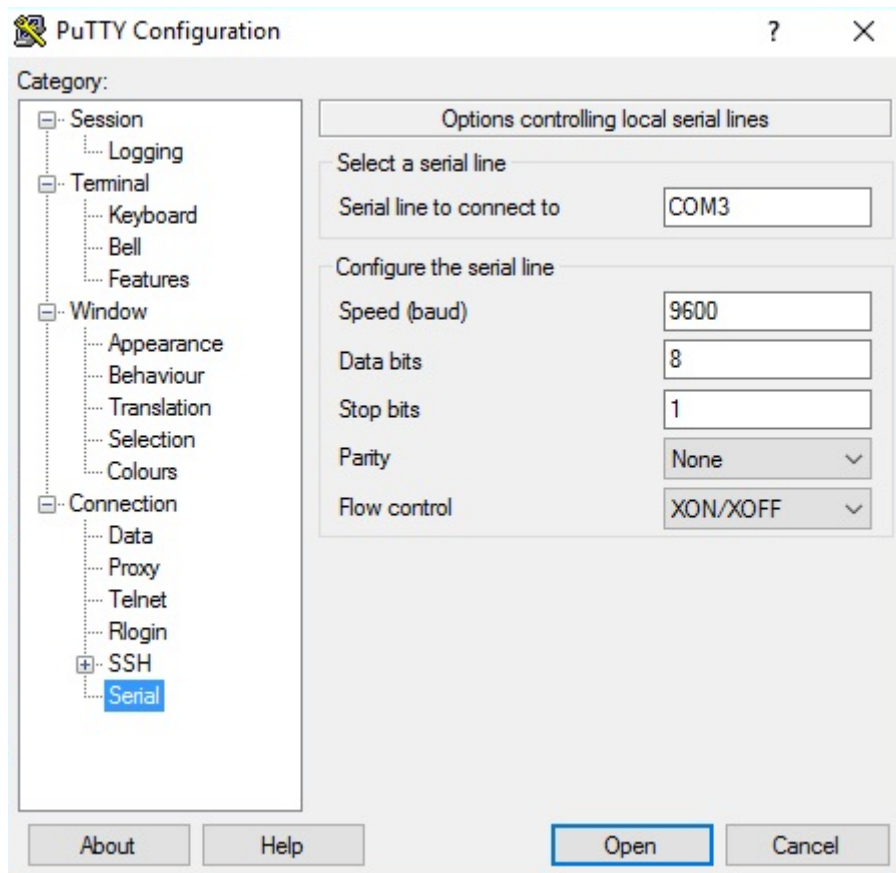 PuTTY Configuration
?
Category:
Session
Logging
Terminal
Keyboard
Bell
Features
Window
Appearance
Behaviour
Translation
Selection
Colours
Connection
Data
Proxy
Telnet
Rlogin
SSH
Serial
Options controlling local serial lines
Select a serial line
Serial line to connect to COM3
Configure the serial line
Speed (baud) 9600
Data bits 8
Stop bits 1
Parity None
Flow control XON/XOFF
About Help Open Cancel